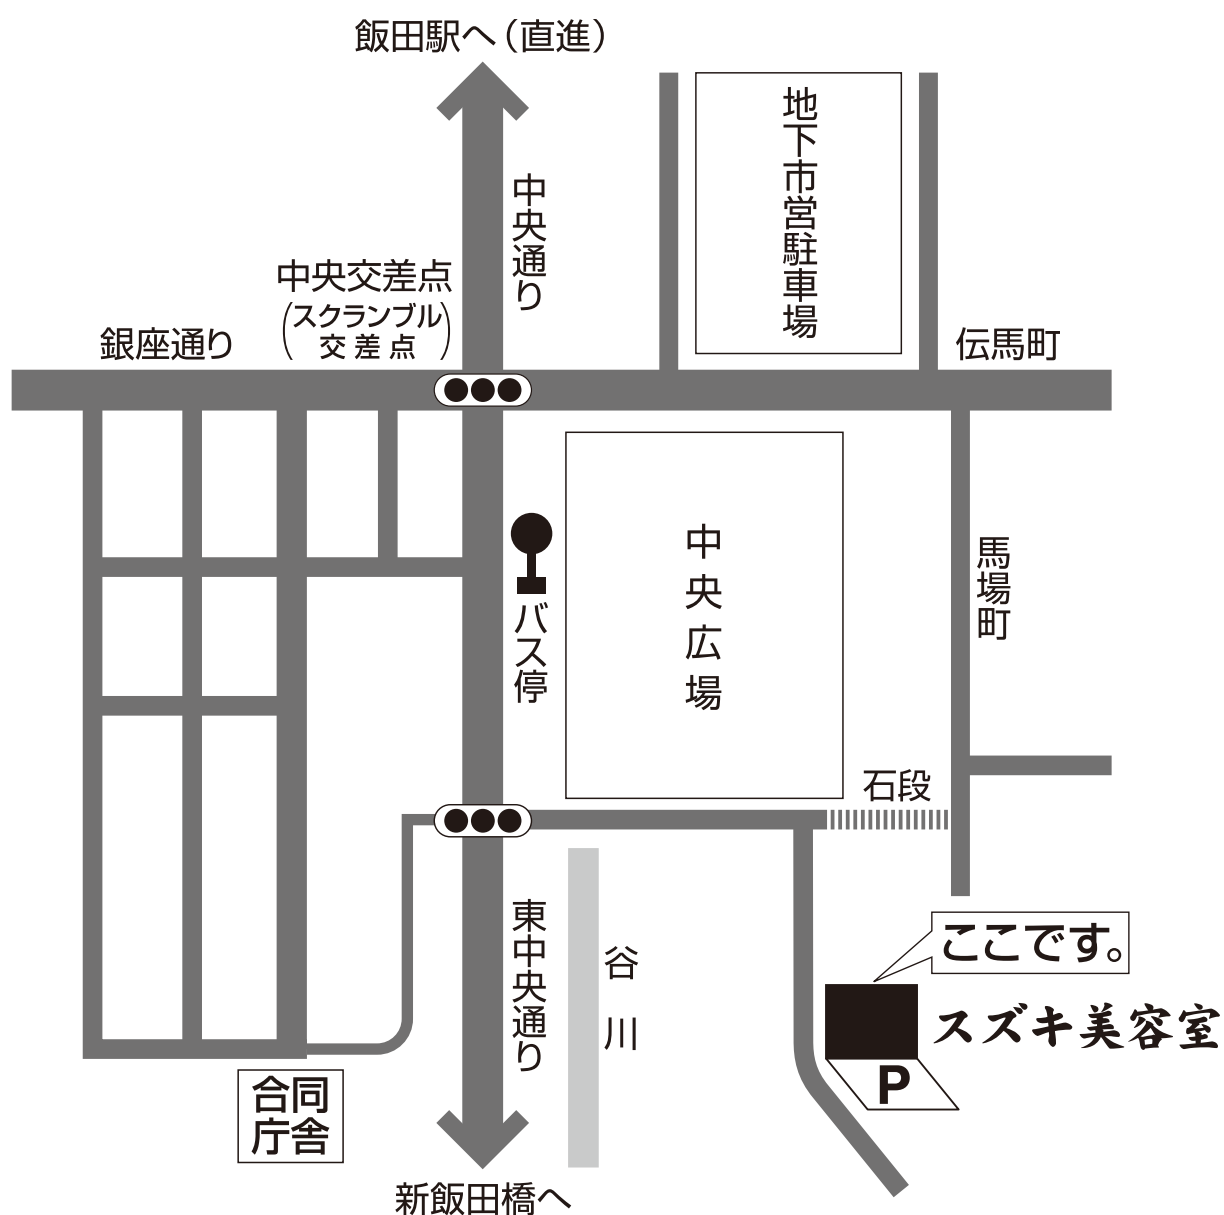 飯田駅へ（直進）
地下市営駐車場
中央通り
中央交差点
（スクランブル
交差点）
銀座通り
伝馬町
中央広場
馬場町
バス停
石段
東中央通り
谷川
ここです。
スズキ美容室
P
合同
庁舎
新飯田橋へ